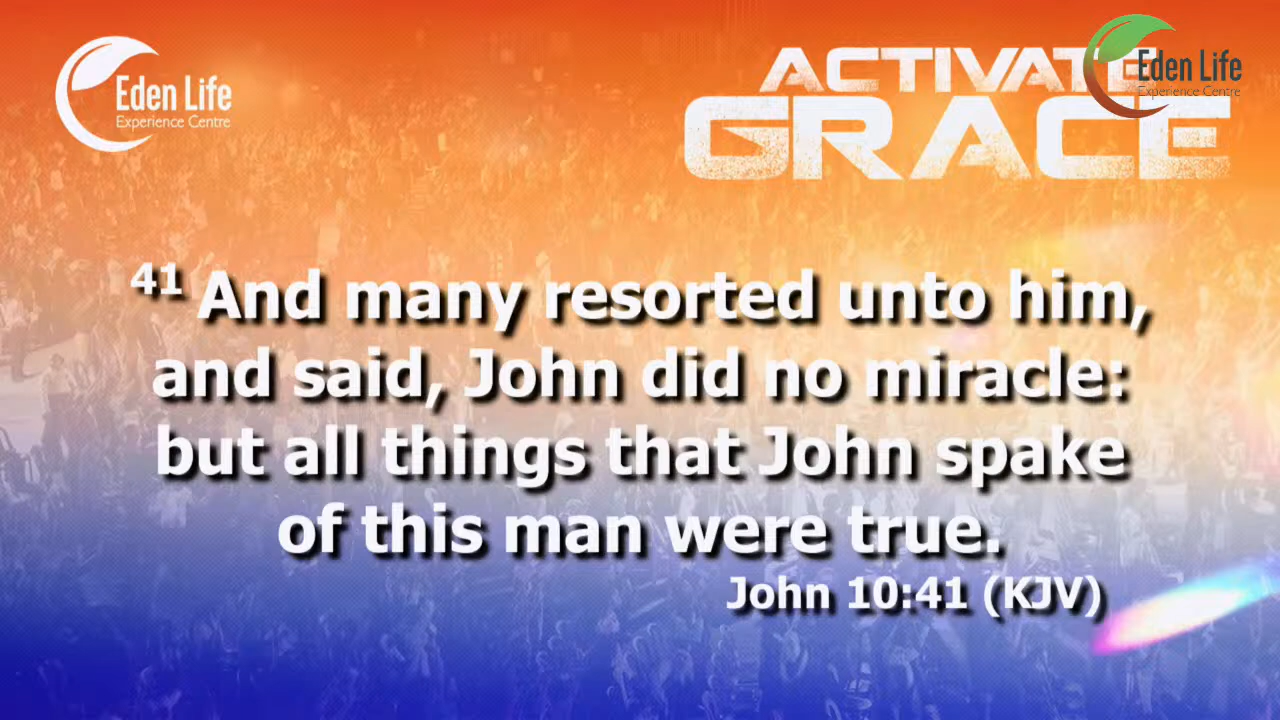 Eden Life
Experience Centre
ACTIVATE
GRACE
Eden Life
Experience Centre
41 And many resorted unto him,
and said, John did no miracle:
but all things that John spake
of this man were true.
John 10:41 (KJV)